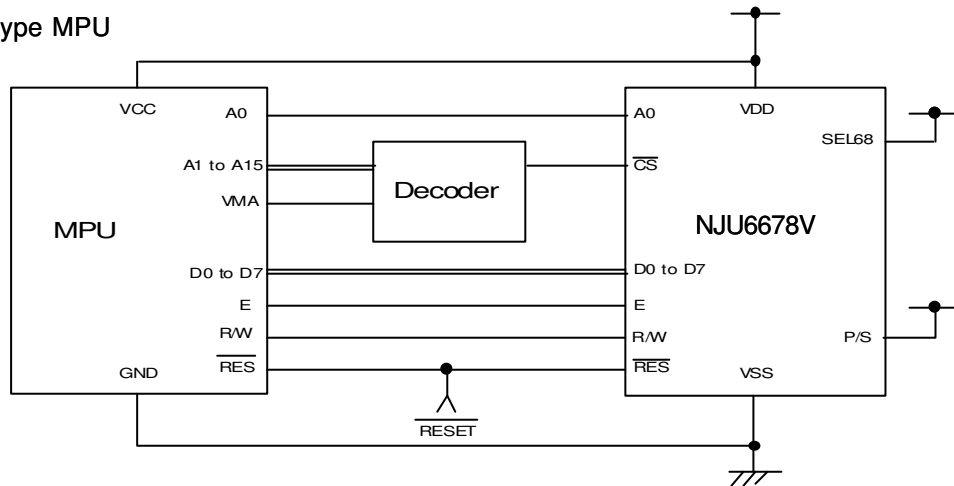 ype MPU
VCC
A0
A0
VDD
SEL68
A1 to A15
CS
VMA
Decoder
MPU
NJU6678V
D0 to D7
D0 to D7
E
E
R/W
R/W
P/S
RES
RES
GND
VSS
RESET